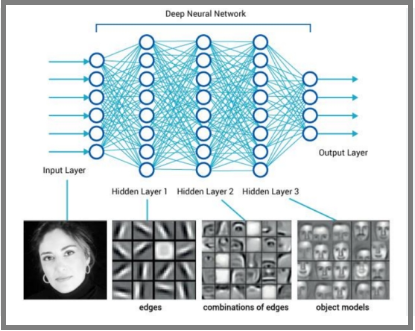 Deep Neural Network
Input Layer
Output Layer
Hidden Layer 1 Hidden Layer 2 Hidden Layer 3
edges
combinations of edges
object models